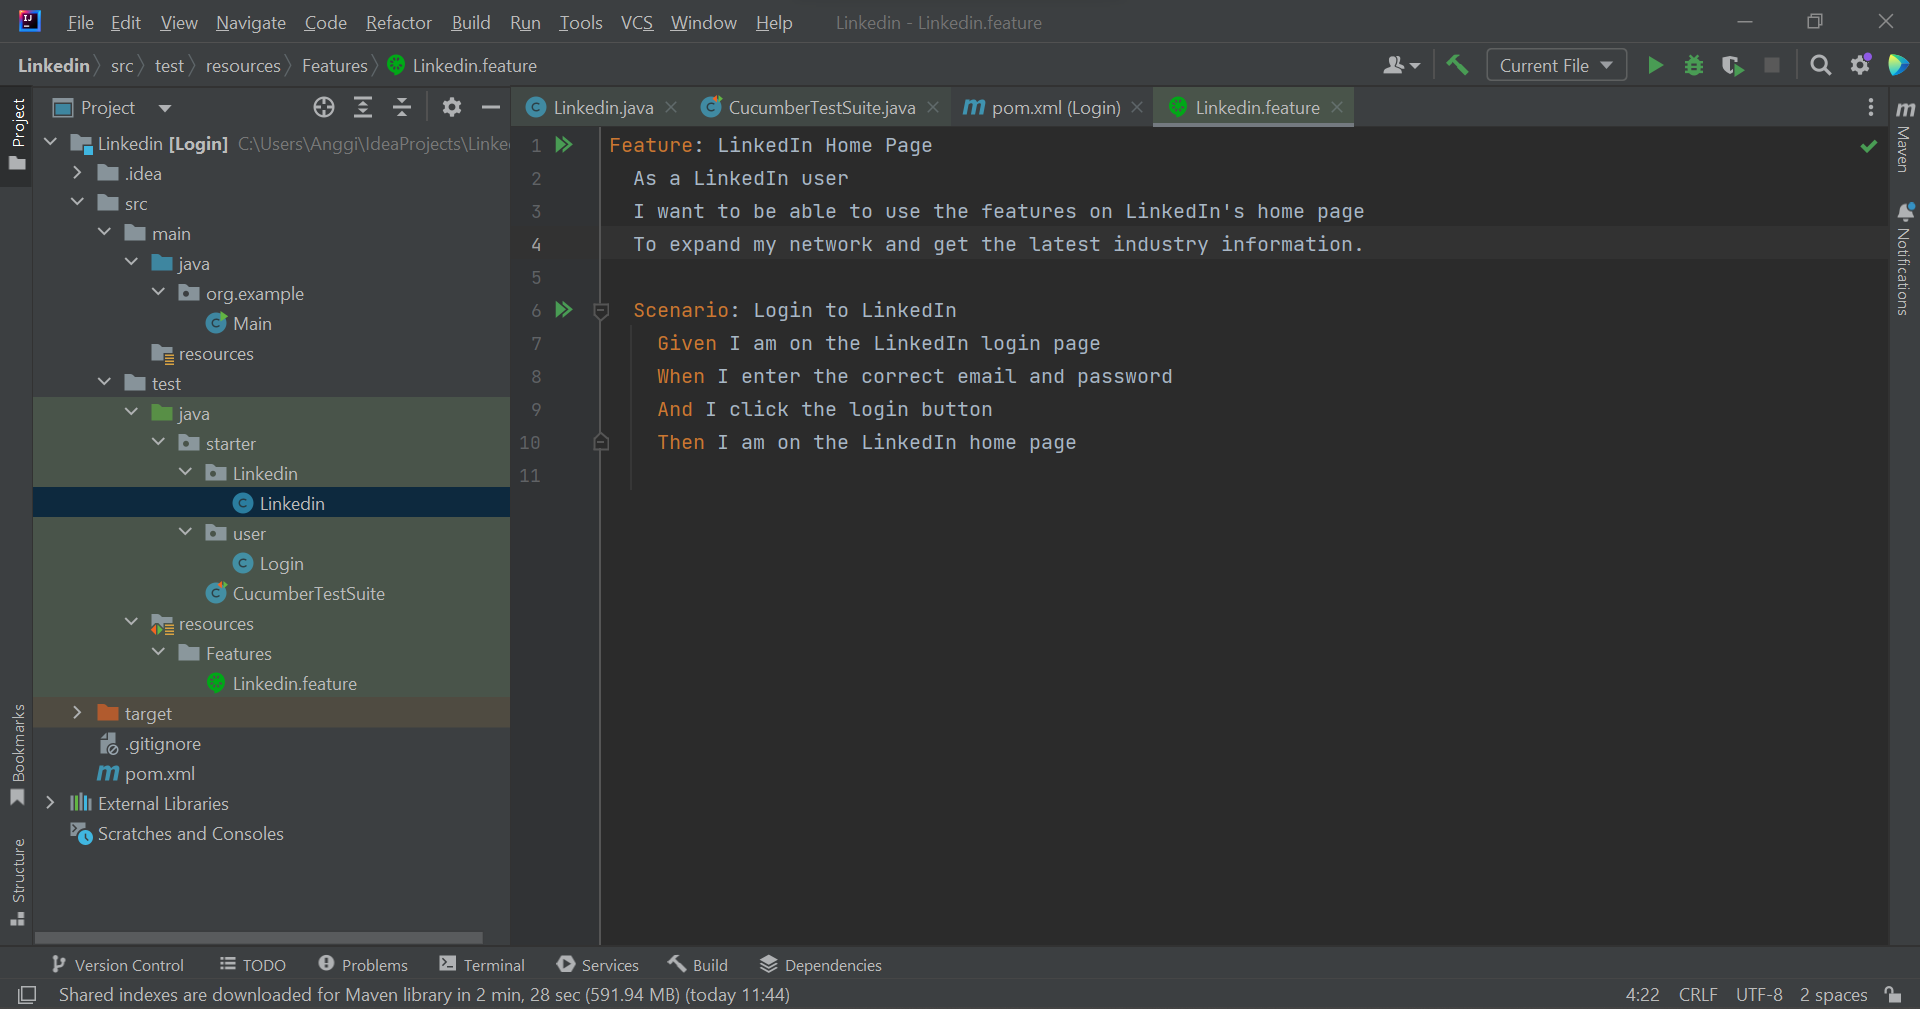 File Edit View Navigate Code Refactor Build Run Tools VCS Window Help Linkedin - Linkedin.feature
Linkedin src test resources Features Linkedin.feature
Current File
Project
Project
Linkedin.java
CucumberTestSuite.java
pom.xml (Login)
Linkedin.feature
Linkedin [Login] C:\Users\Anggi\IdeaProjects\Linke
.idea
src
main
java
org.example
Main
resources
test
java
starter
Linkedin
Linkedin
user
Login
CucumberTestSuite
resources
Features
Linkedin.feature
target
.gitignore
pom.xml
External Libraries
Scratches and Consoles
1 Feature: LinkedIn Home Page
2 As a LinkedIn user
3 I want to be able to use the features on LinkedIn's home page
4 To expand my network and get the latest industry information.
5
6 Scenario: Login to LinkedIn
7 Given I am on the LinkedIn login page
8 When I enter the correct email and password
9 And I click the login button
10 Then I am on the LinkedIn home page
11
Maven
Notifications
Bookmarks
Structure
Version Control TODO Problems Terminal Services Build Dependencies
Shared indexes are downloaded for Maven library in 2 min, 28 sec (591.94 MB) (today 11:44) 4:22 CRLF UTF-8 2 spaces